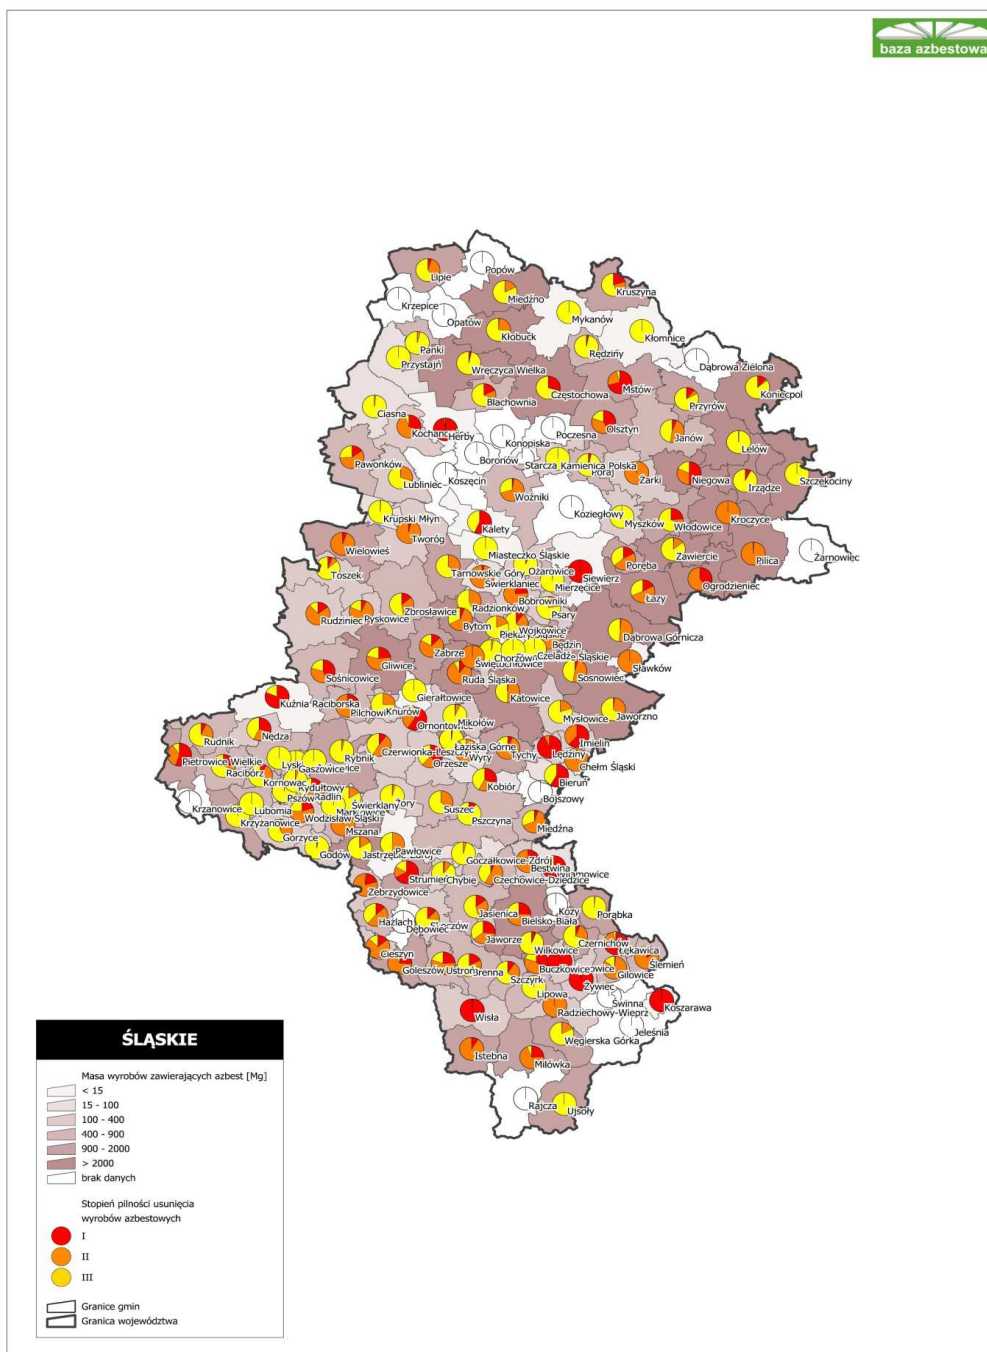 baza azbestowa
Popów
Lipie
Kruszyna
Krzepice
Miedźno
Opatów
Mykanów
Kłomnice
Kłobuck
Panki
Rędziny
Przystajń
Dąbrowa Zielona
Wręczyca Wielka
Mstów
Koniecpol
Blachownia
Częstochowa
Przyrów
Ciasna
Olsztyn
Herby
Poczesna
Janów
Konopiska
Lelów
Boronów
Pawonków
Starcza
Kamienica Polska
Poraj
Koszęcin
Lubliniec
Żarki
Niegowa
Irządze
Szczekociny
Woźniki
Koziegłowy
Krupski Młyn
Myszków
Włodowice
Kroczyce
Kalety
Tworóg
Wielowieś
Miasteczko Śląskie
Zawiercie
Pilica
Żarnowiec
Poręba
Ożarowice
Toszek
Tarnowskie Góry
Siewierz
Świerklaniec
Mierzęcice
Ogrodzieniec
Łazy
Bobrowniki
Zbrosławice
Radzionków
Psary
Rudziniec
Pyskowice
Bytom
Wojkowice
Dąbrowa Górnicza
Będzin
Zabrze
Chorzów
Czeladź
Gliwice
Świętochłowice
Sławków
Sośnicowice
Ruda Śląska
Sosnowiec
Gierałtowice
Katowice
Kuźnia Raciborska
Knurów
Mysłowice
Jaworzno
Mikołów
Nędza
Rudnik
Imielin
Łaziska Górne
Tychy
Lędziny
Rybnik
Wyry
Orzesze
Pietrowice Wielkie
Chełm Śląski
Racibórz
Lyski
Gaszowice
Kornowac
Kobiór
Bieruń
Rydułtowy
Bojszowy
Pszów
Radlin
Krzanowice
Lubomia
Świerklany
Żory
Suszec
Pszczyna
Wodzisław Śląski
Krzyżanowice
Miedźna
Mszana
Gorzyce
Godów
Jastrzębie-Zdrój
Pawłowice
Goczałkowice-Zdrój
Bestwina
Strumień
Chybie
Czechowice-Dziedzice
Zebrzydowice
Kozy
Porąbka
Jasienica
Hażlach
Bielsko-Biała
Dębowiec
Jaworze
Czernichów
Wilkowice
Łękawica
Cieszyn
Ślemień
Goleszów
Ustroń
Brenna
Buczkowice
Gilowice
Szczyrk
Żywiec
Lipowa
Świnna
Koszarawa
Wisła
Radziechowy-Wieprz
Jeleśnia
Węgierska Górka
Istebna
Milówka
Rajcza
Ujsoły
ŚLĄSKIE
Masa wyrobów zawierających azbest [Mg]
< 15
15 - 100
100 - 400
400 - 900
900 - 2000
> 2000
brak danych
Stopień pilności usunięcia
wyrobów azbestowych
I
II
III
Granice gmin
Granica województwa